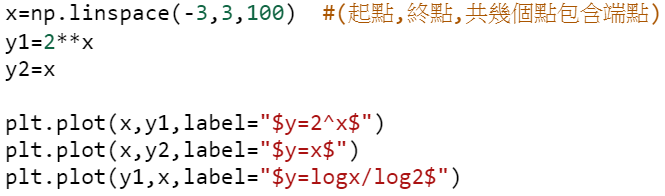 x=np.linspace(-3,3,100)  #(起點,終點,共幾個點包含端點)
y1=2**x
y2=x
plt.plot(x,y1,label="$y=2^x$")
plt.plot(x,y2,label="$y=x$")
plt.plot(y1,x,label="$y=logx/log2$")